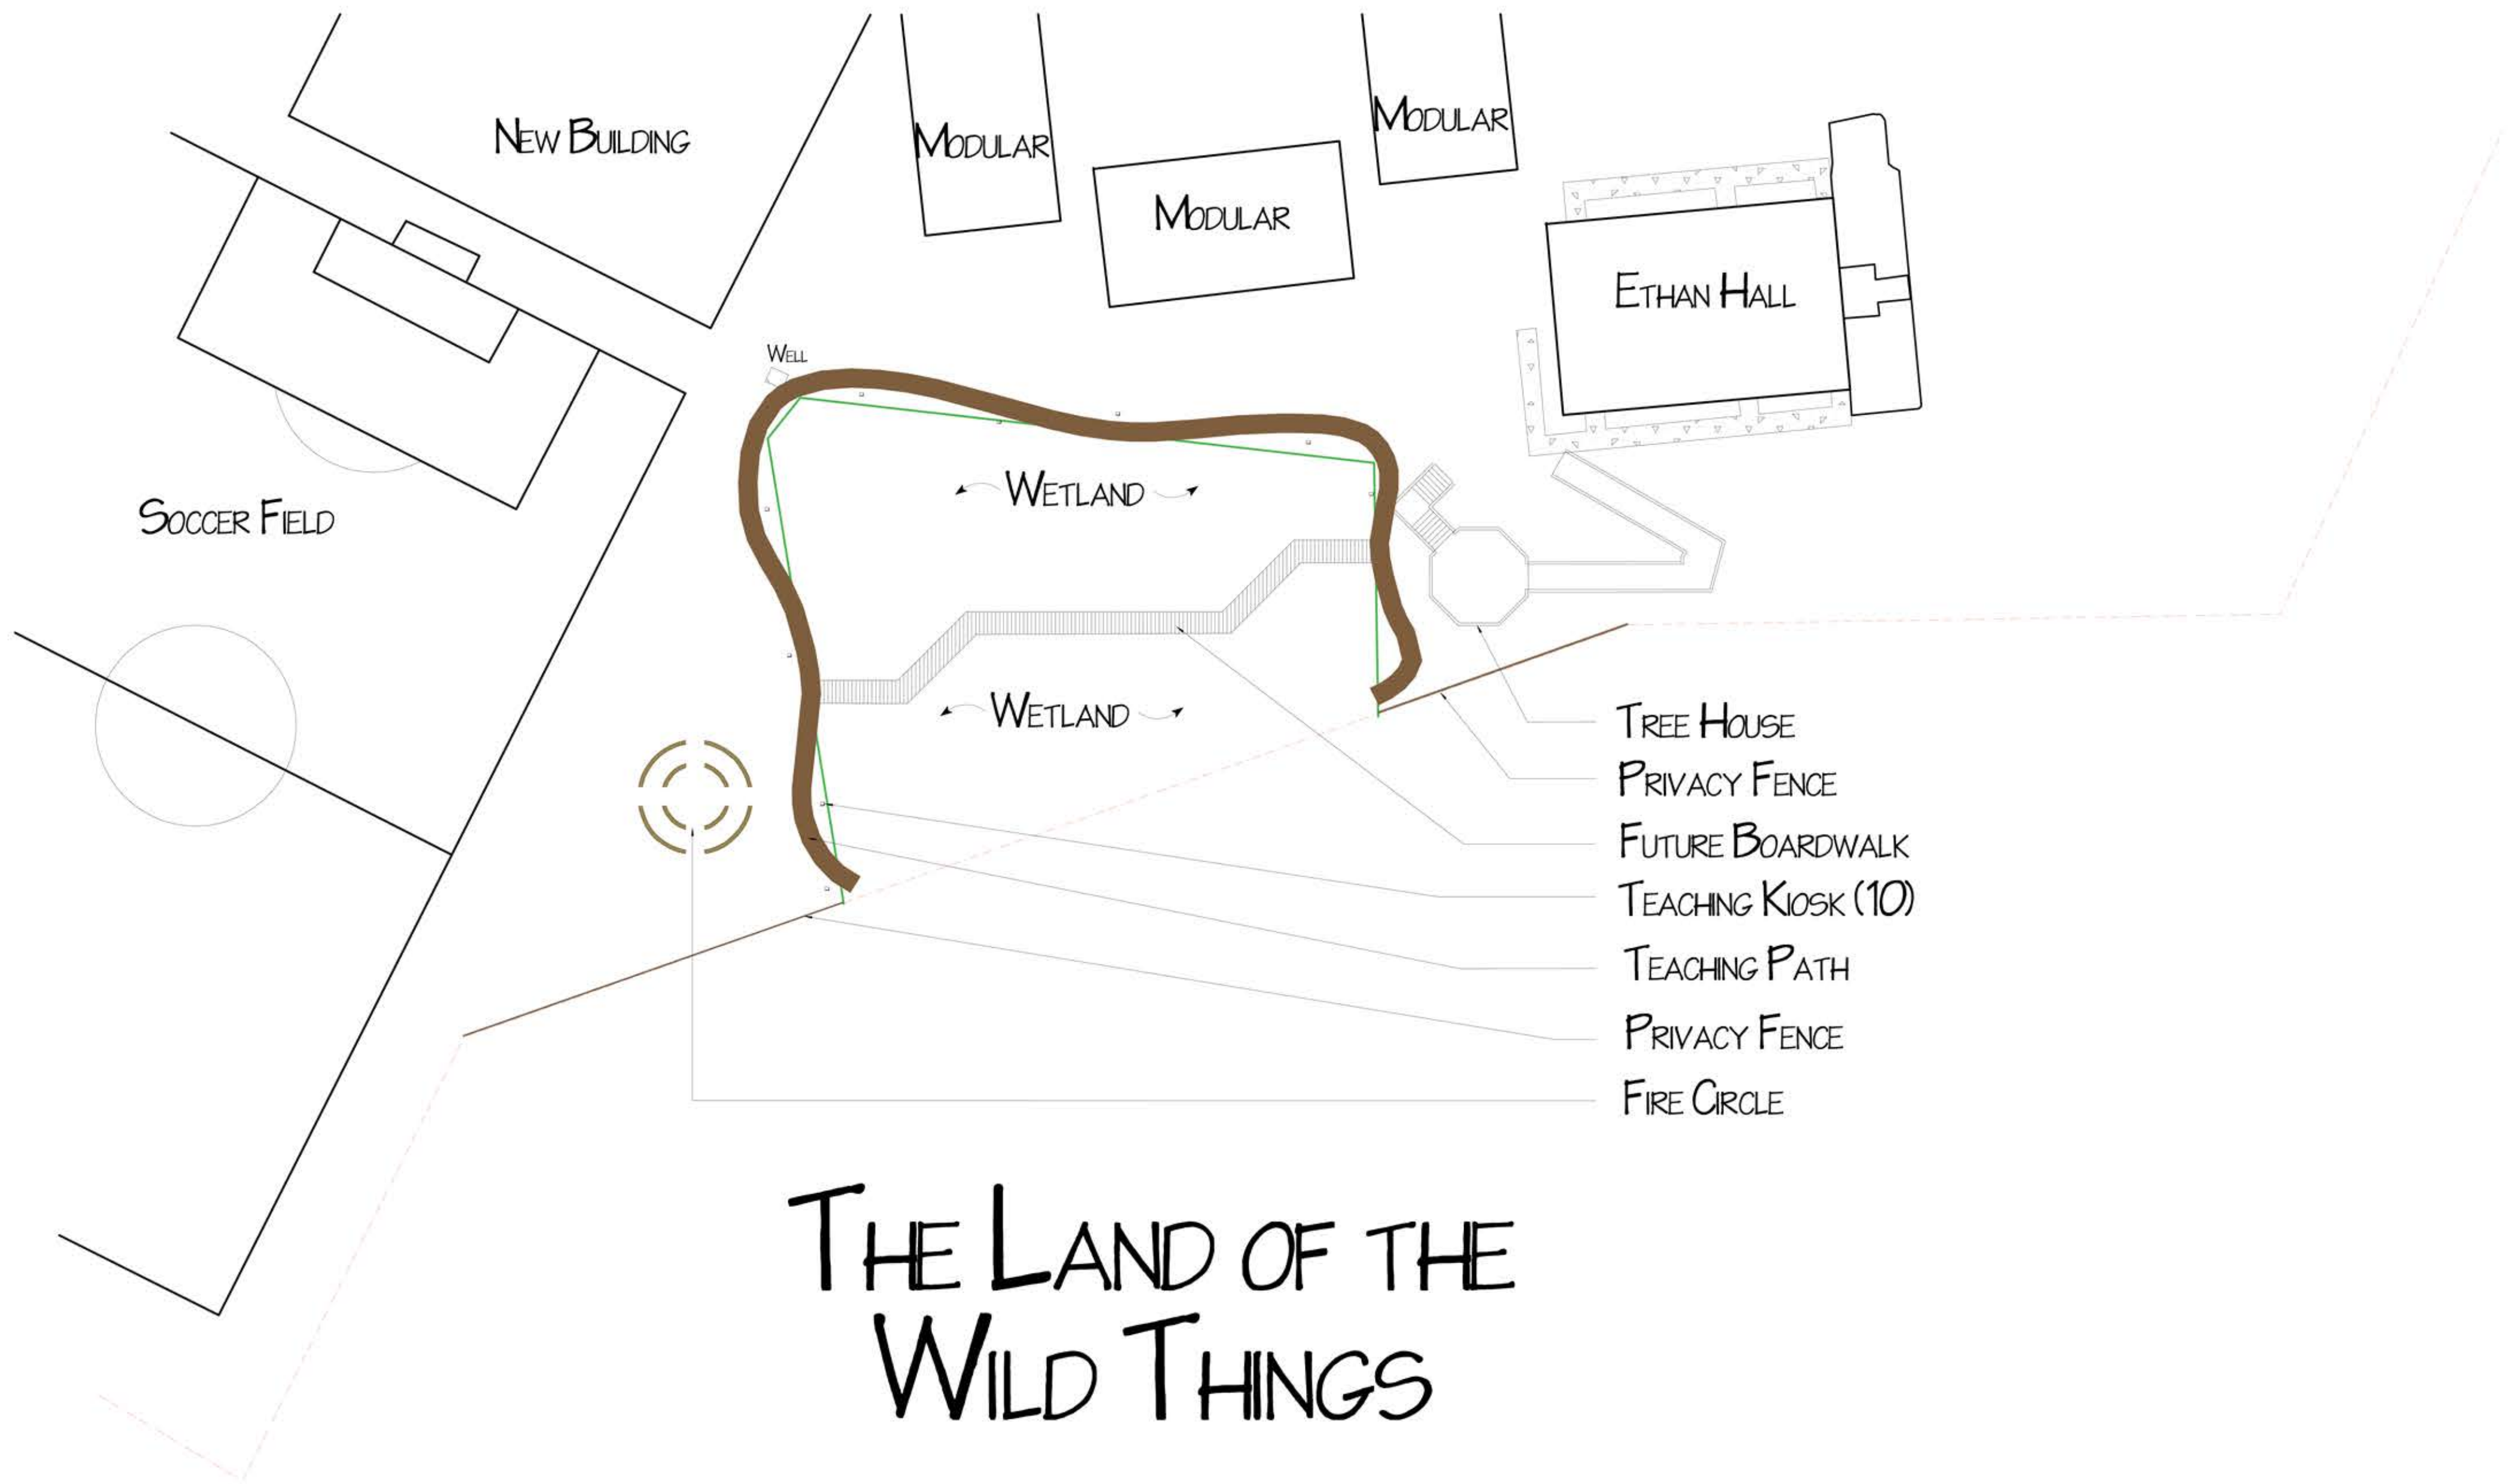 New Building
Modular
Modular
Modular
Ethan Hall
Well
Soccer Field
Wetland
Wetland
Tree House
Privacy Fence
Future Boardwalk
Teaching Kiosk (10)
Teaching Path
Privacy Fence
Fire Circle
The Land of the
Wild Things